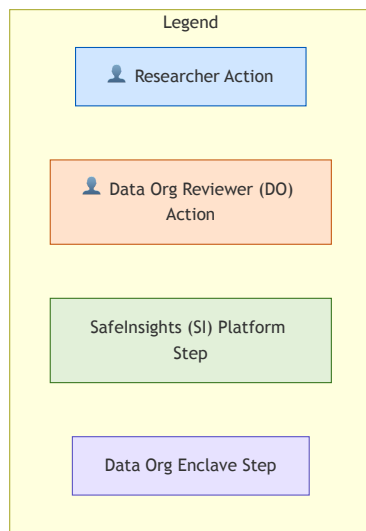 Legend
Researcher Action
Data Org Reviewer (DO)
Action
SafeInsights (SI) Platform
Step
Data Org Enclave Step